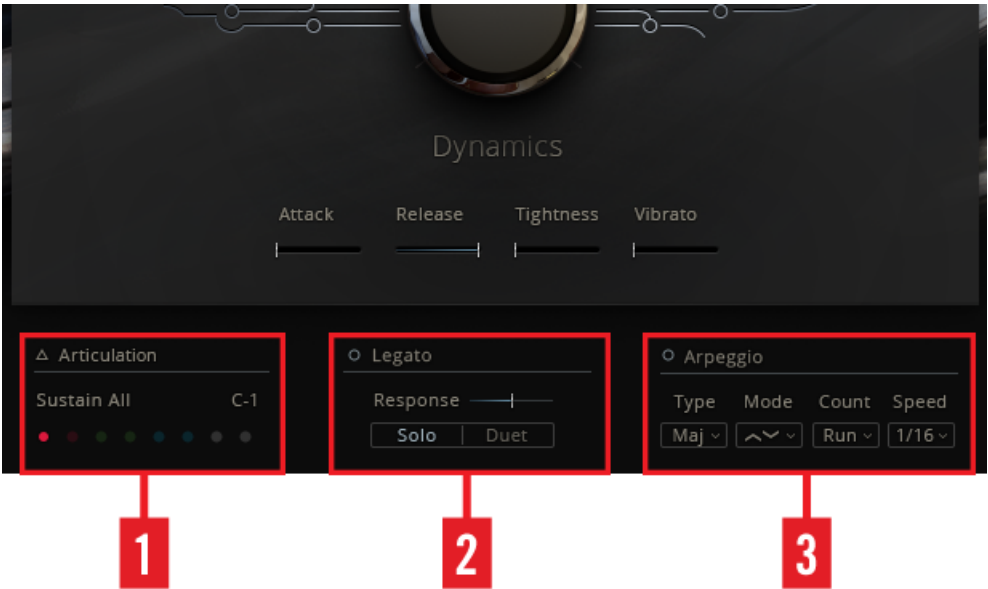 Dynamics
Attack Release Tightness Vibrato
Articulation
Sustain All C-1
Legato
Response
Solo Duet
Arpeggio
Type Mode Count Speed
Maj Run 1/16
1 2 3